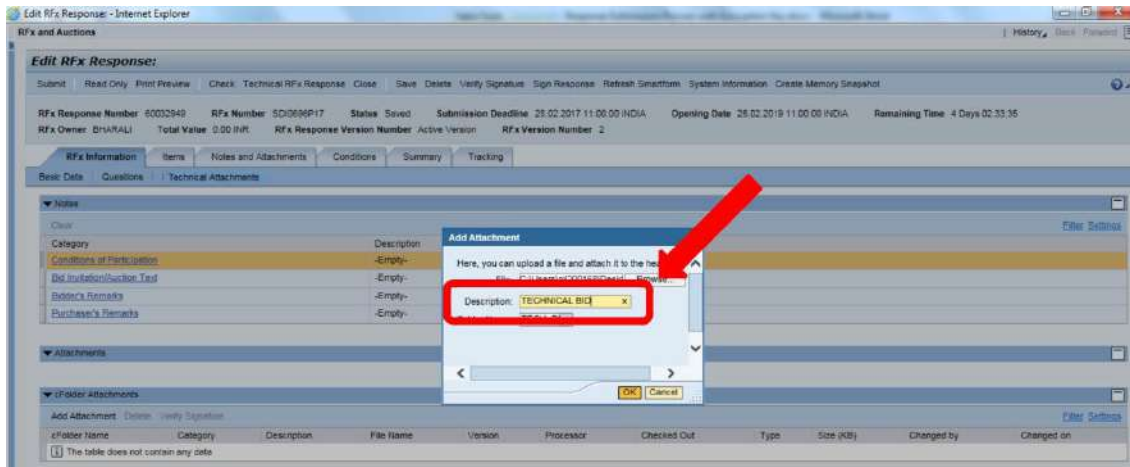 Edit RFx Response: - Internet Explorer
RFx and Auctions
History Back Forward
Edit RFx Response:
Submit Read Only Print Preview Check Technical RFx Response Close Save Delete Verify Signature Sign Response Refresh Smartform System Information Create Memory Snapshot
RFx Response Number 60032949 RFx Number SDI0696P17 Status Saved Submission Deadline 28.02.2017 11:00:00 INDIA Opening Date 28.02.2019 11:00:00 INDIA Remaining Time 4 Days 02:33:36
RFx Owner BHARALI Total Value 0.00 INR RFx Response Version Number Active Version RFx Version Number 2
RFx Information Items Notes and Attachments Conditions Summary Tracking
Basic Data Questions Technical Attachments
Notes
Clear Filter Settings
Category Description
Conditions of Participation -Empty-
Bid Invitation/Auction Text -Empty-
Bidder's Remarks -Empty-
Purchaser's Remarks -Empty-
Add Attachment
Here, you can upload a file and attach it to the
Browse...
Description: TECHNICAL BID x
OK Cancel
Attachments
cFolder Attachments
Add Attachment Delete Verify Signature Filter Settings
cFolder Name Category Description File Name Version Processor Checked Out Type Size (KB) Changed by Changed on
The table does not contain any data